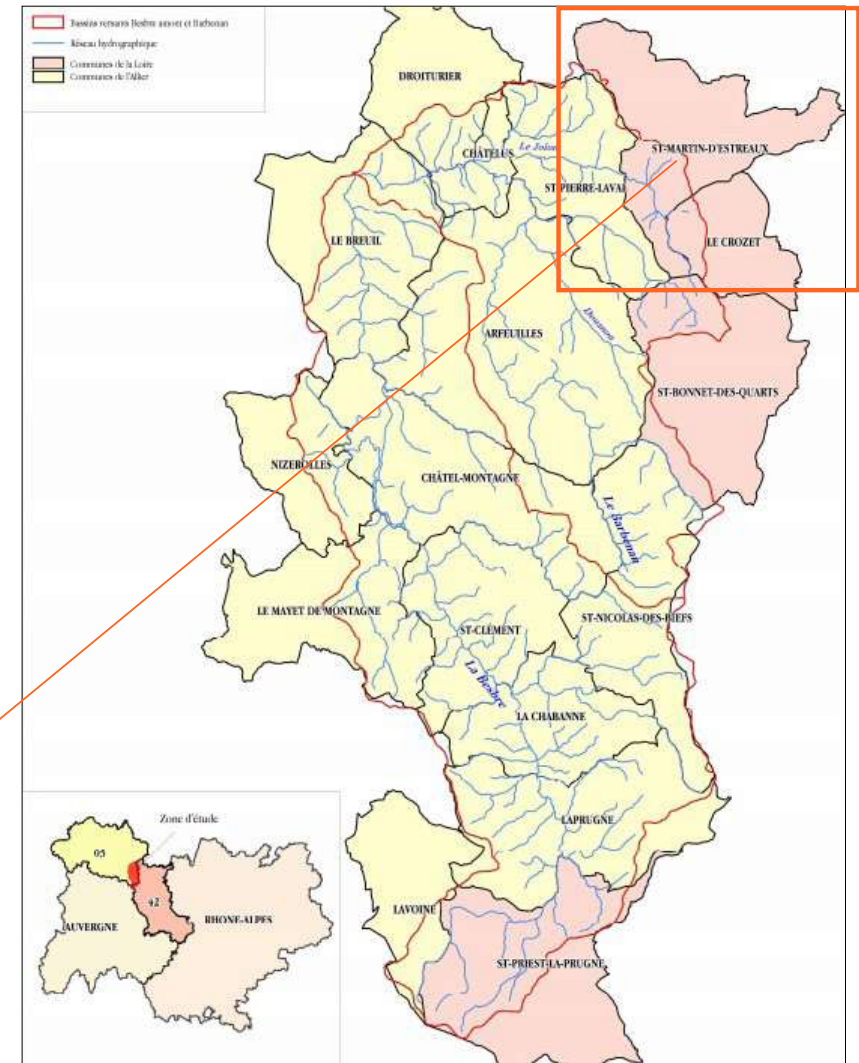 Bassins versants Besbre amont et Barbenan
Réseau hydrographique
Communes de la Loire
Communes de l'Allier
DROITURIER
CHÂTELUS
Le Jolan
ST-MARTIN-D'ESTREAUX
ST-PIERRE-LAVAL
LE BREUIL
LE CROZET
ARFEUILLES
ST-BONNET-DES-QUARTS
NIZEROLLES
CHÂTEL-MONTAGNE
Le Barbenan
LE MAYET DE MONTAGNE
ST-CLÉMENT
ST-NICOLAS-DES-BIEFS
La Besbre
LA CHABANNE
LAPRUGNE
Zone d'étude
03
42
AUVERGNE
RHONE-ALPES
LAVOINE
ST-PRIEST-LA-PRUGNE